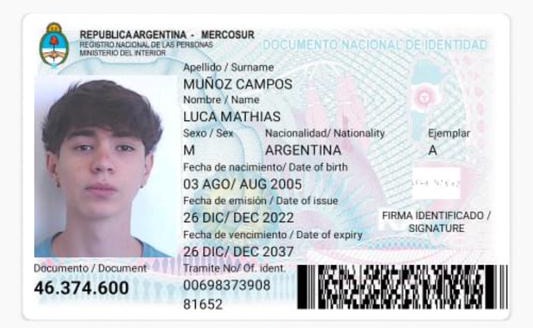 REPUBLICA ARGENTINA - MERCOSUR
REGISTRO NACIONAL DE LAS PERSONAS
MINISTERIO DEL INTERIOR
DOCUMENTO NACIONAL DE IDENTIDAD
Apellido / Surname
MUÑOZ CAMPOS
Nombre / Name
LUCA MATHIAS
Sexo / Sex Nacionalidad/ Nationality Ejemplar
M ARGENTINA A
Fecha de nacimiento/ Date of birth
03 AGO/ AUG 2005
Fecha de emisión / Date of issue
26 DIC/ DEC 2022
FIRMA IDENTIFICADO /
SIGNATURE
Fecha de vencimiento / Date of expiry
26 DIC/ DEC 2037
Documento / Document
46.374.600
Tramite No/ Of. ident.
00698373908
81652